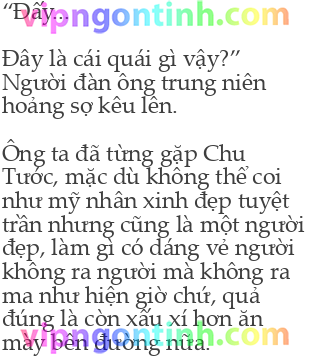 “Đây...
vipngontinh.com
Đây là cái quái gì vậy?”
Người đàn ông trung niên
hoảng sợ kêu lên.
Ông ta đã từng gặp Chu
Tước, mặc dù không thể coi
như mỹ nhân xinh đẹp tuyệt
trần nhưng cũng là một người
đẹp, làm gì có dáng vẻ người
không ra người mà không ra
ma như hiện giờ chứ, quả
đúng là còn xấu xí hơn ăn
mày bên đường nữa.
vipngontinh.com